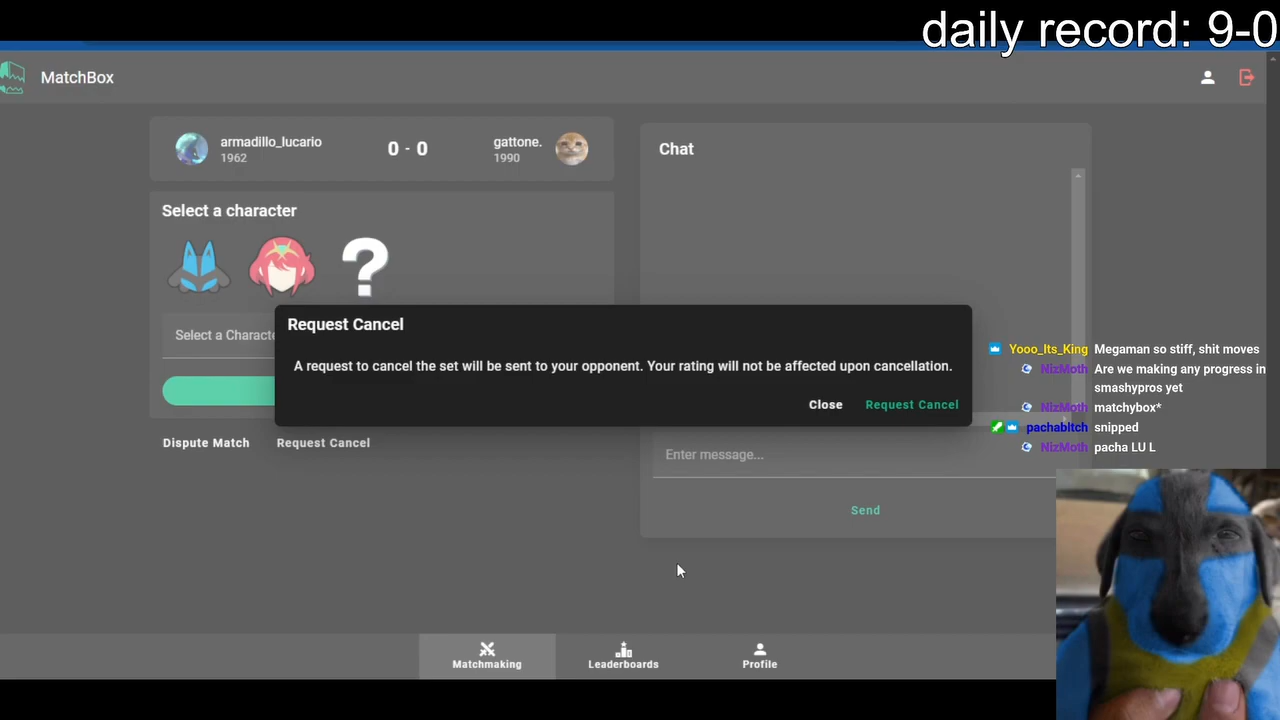 daily record: 9-0
MatchBox
armadillo_lucario
1962
0 - 0
gattone.
1990
Chat
Select a character
?
Select a Characte
Request Cancel
A request to cancel the set will be sent to your opponent. Your rating will not be affected upon cancellation.
Close
Request Cancel
Dispute Match
Request Cancel
Enter message...
Send
Yooo_Its_King Megaman so stiff, shit moves
NizMoth Are we making any progress in
smashypros yet
NizMoth matchybox*
pachabltch snipped
NizMoth pacha LU L
Matchmaking
Leaderboards
Profile